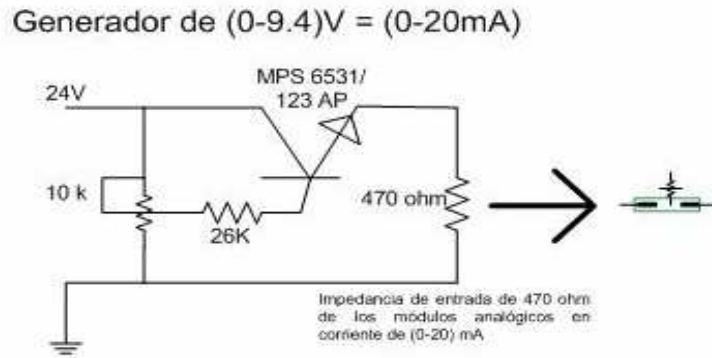 Generador de (0-9.4)V = (0-20mA)
MPS 6531/
123 AP
24V
10 k
26K
470 ohm
Impedancia de entrada de 470 ohm
de los módulos analógicos en
corriente de (0-20) mA